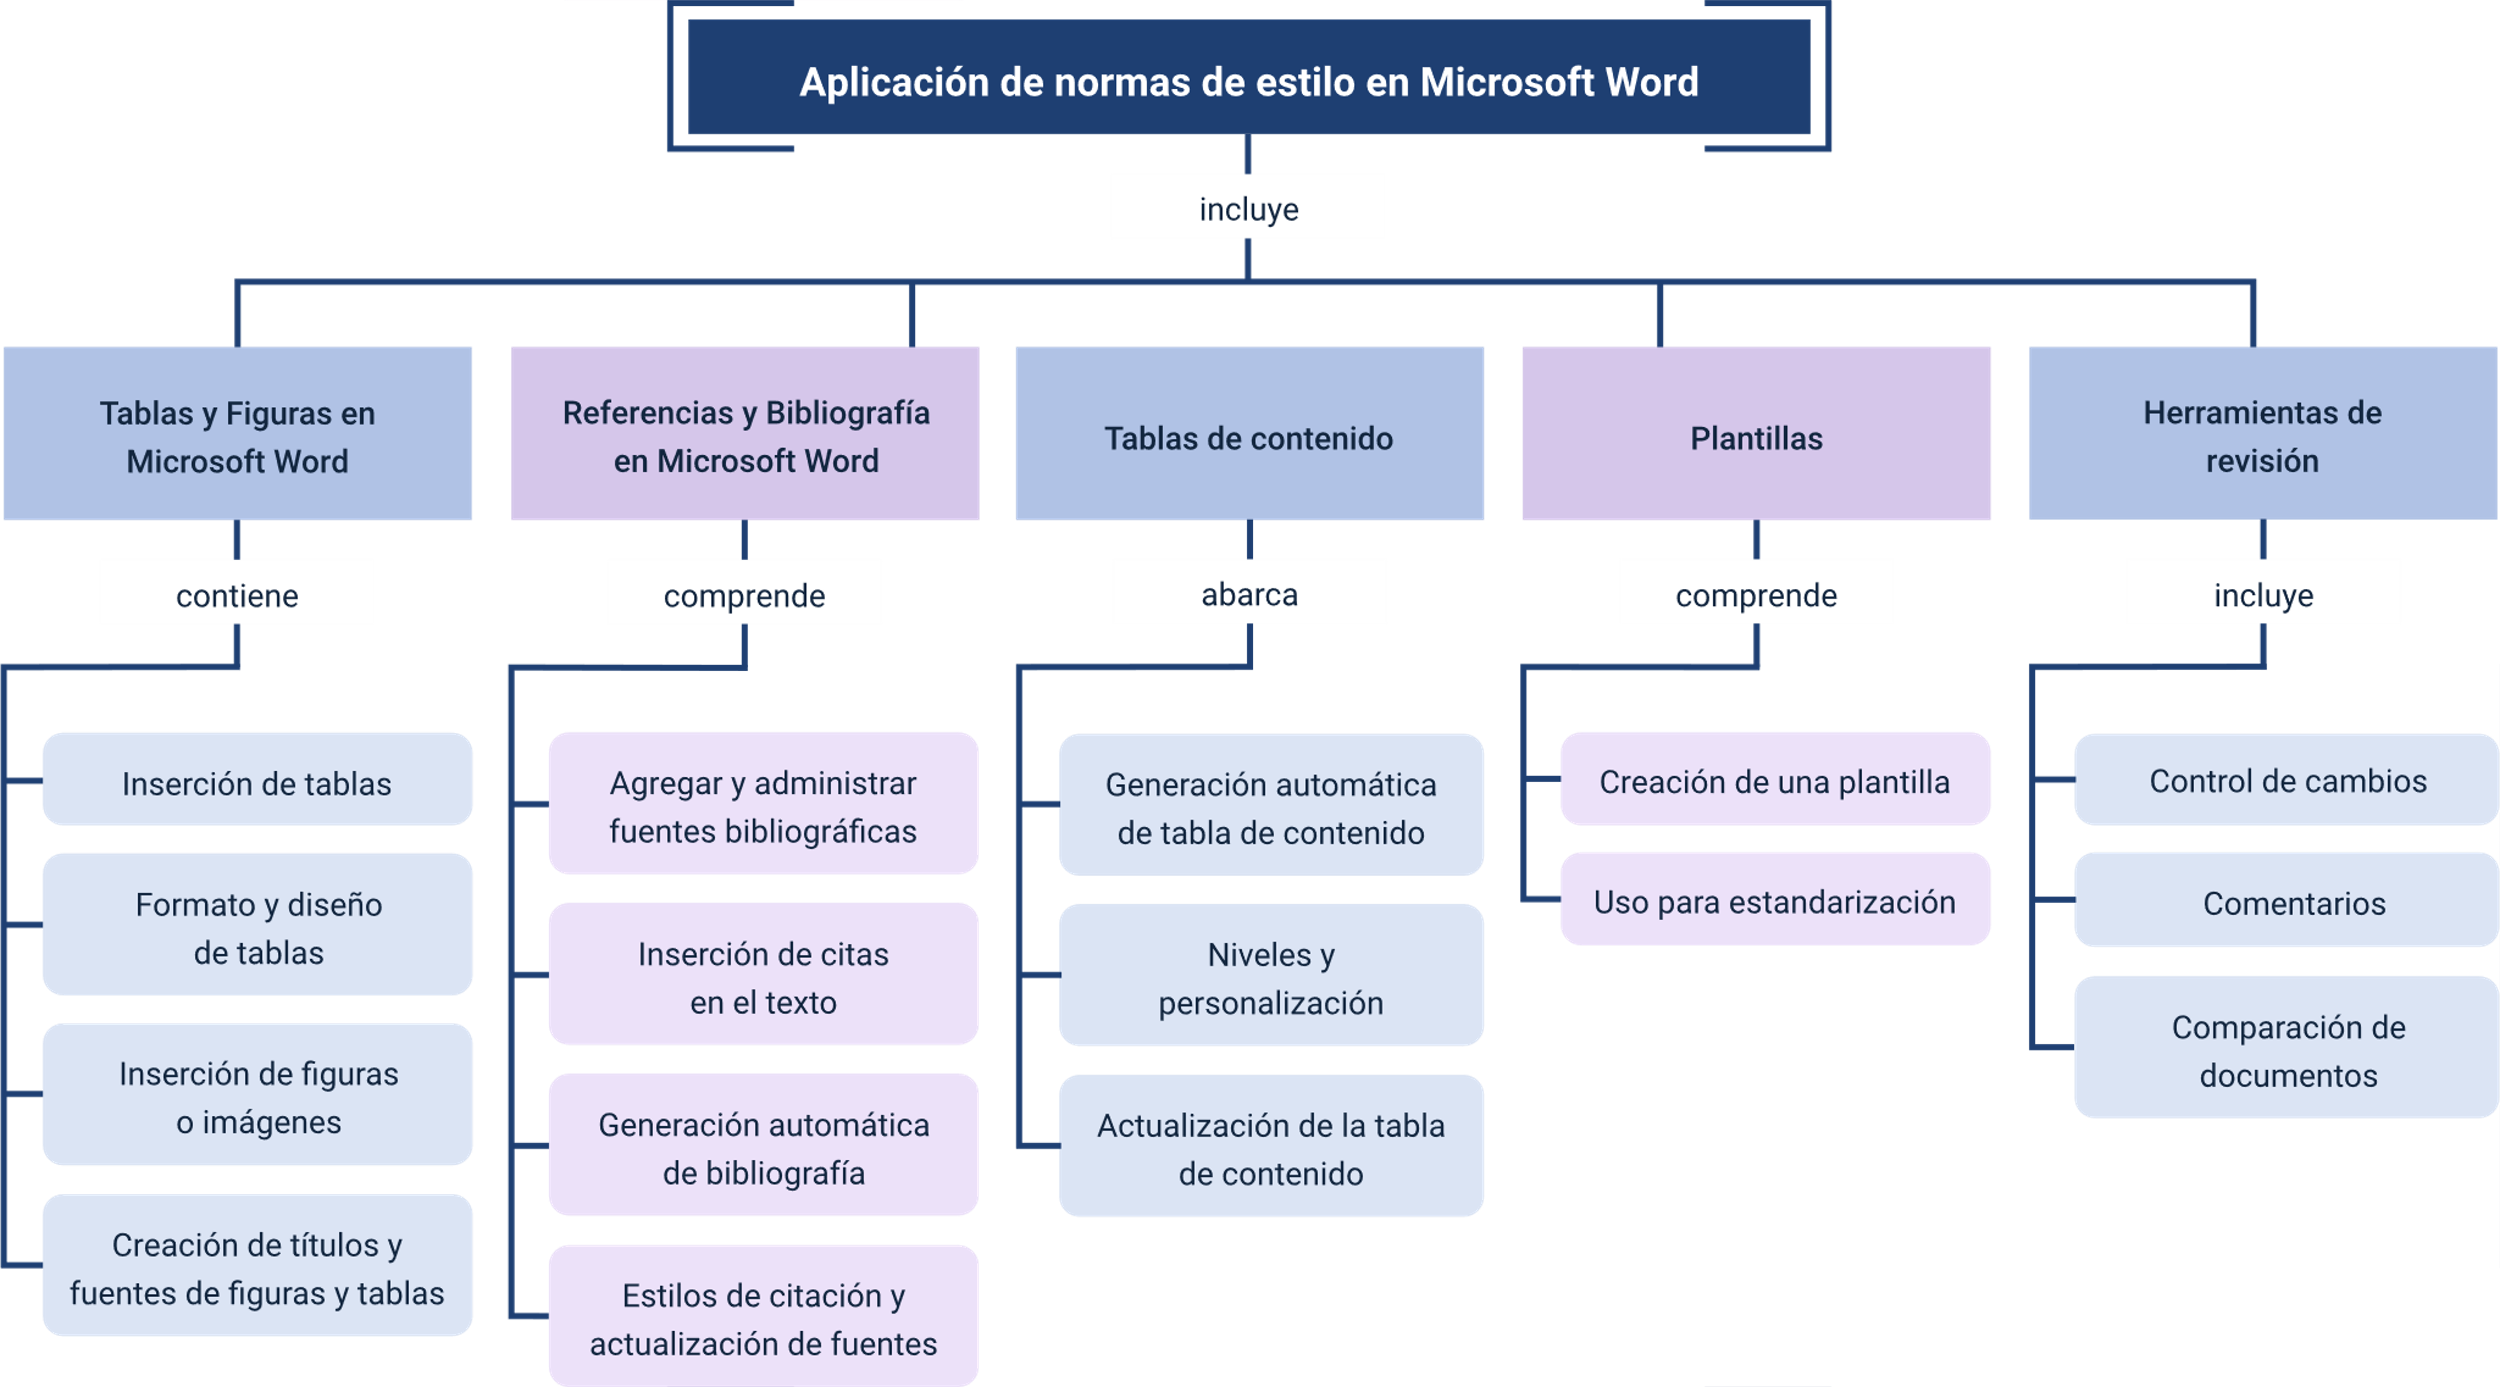 Aplicación de normas de estilo en Microsoft Word
incluye
Tablas y Figuras en
Microsoft Word
contiene
Inserción de tablas
Formato y diseño
de tablas
Inserción de figuras
o imágenes
Creación de títulos y
fuentes de figuras y tablas
Referencias y Bibliografía
en Microsoft Word
comprende
Agregar y administrar
fuentes bibliográficas
Inserción de citas
en el texto
Generación automática
de bibliografía
Estilos de citación y
actualización de fuentes
Tablas de contenido
abarca
Generación automática
de tabla de contenido
Niveles y
personalización
Actualización de la tabla
de contenido
Plantillas
comprende
Creación de una plantilla
Uso para estandarización
Herramientas de
revisión
incluye
Control de cambios
Comentarios
Comparación de
documentos